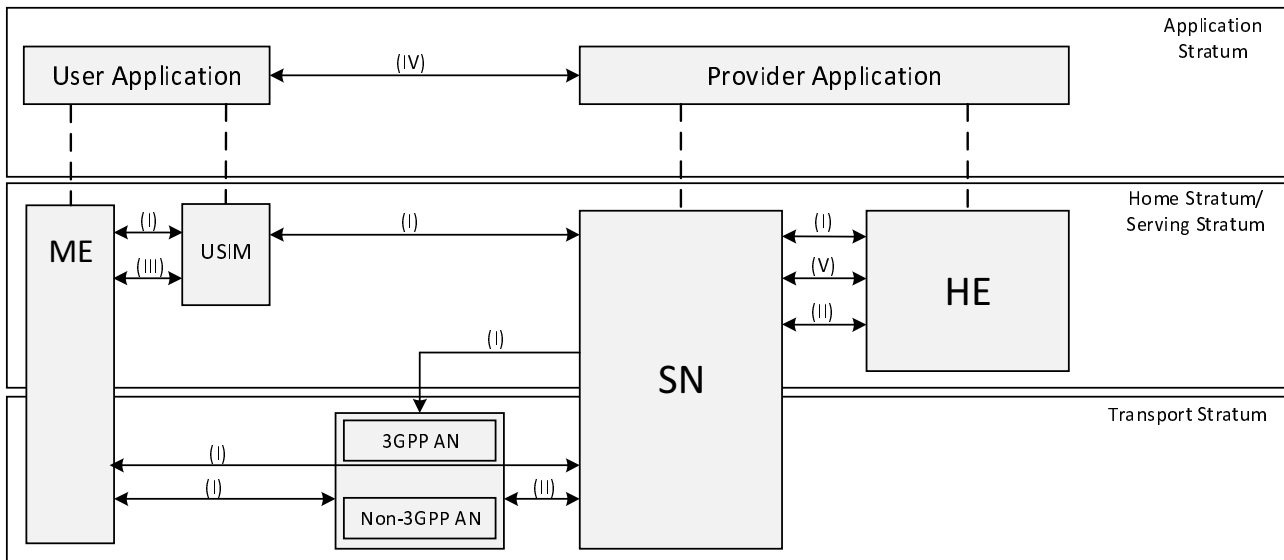 Application
Stratum
User Application
(IV)
Provider Application
Home Stratum/
Serving Stratum
ME
(I)
USIM
(III)
(I)
(I)
(V)
(II)
HE
(I)
SN
Transport Stratum
3GPP AN
(I)
(I)
(II)
Non-3GPP AN